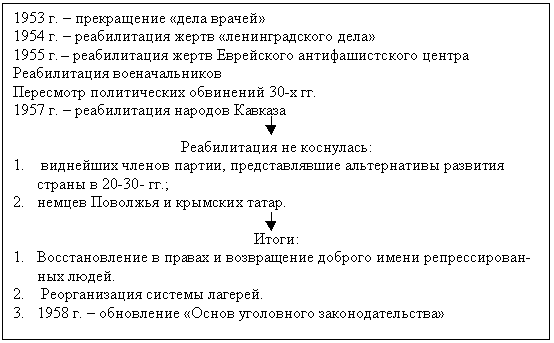 1953 г. – прекращение «дела врачей»
1954 г. – реабилитация жертв «ленинградского дела»
1955 г. – реабилитация жертв Еврейского антифашистского центра
Реабилитация военачальников
Пересмотр политических обвинений 30-х гг.
1957 г. – реабилитация народов Кавказа
Реабилитация не коснулась:
1. виднейших членов партии, представлявшие альтернативы развития
страны в 20-30- гг.;
2. немцев Поволжья и крымских татар.
Итоги:
1. Восстановление в правах и возвращение доброго имени репрессирован-
ных людей.
2. Реорганизация системы лагерей.
3. 1958 г. – обновление «Основ уголовного законодательства»